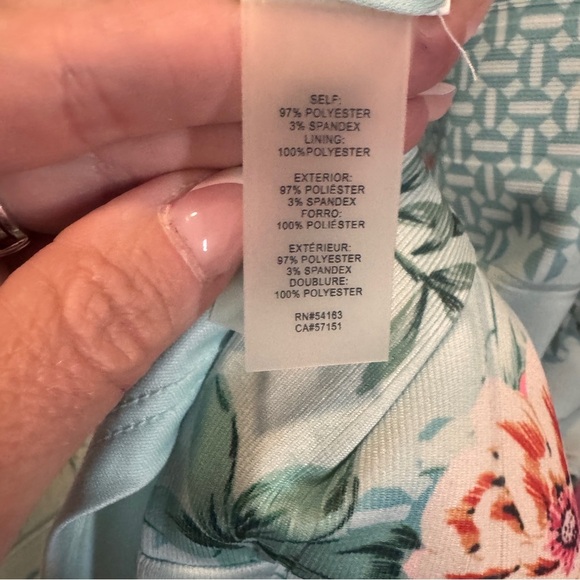 SELF:
97% POLYESTER
3% SPANDEX
LINING:
100%POLYESTER
EXTERIOR:
97% POLIÉSTER
3% SPANDEX
FORRO:
100% POLIÉSTER
EXTÉRIEUR:
97% POLYESTER
3% SPANDEX
DOUBLURE:
100% POLYESTER
RN#54163
CA#57151